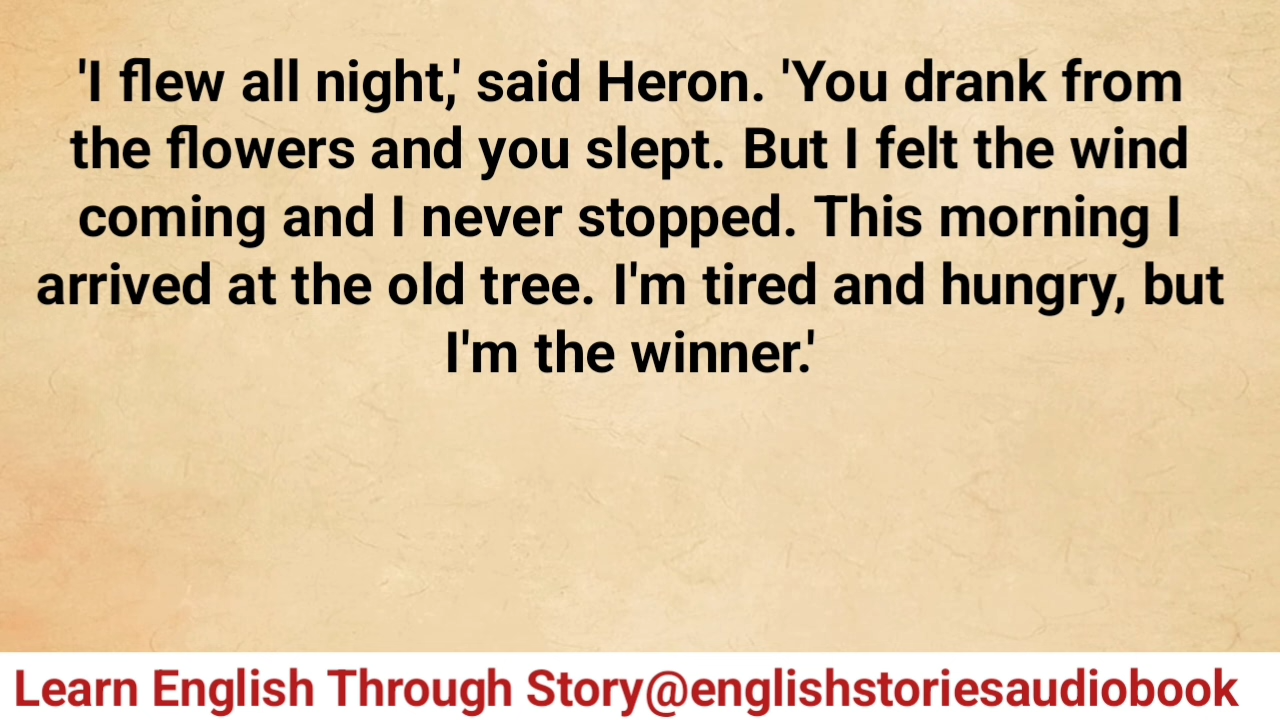 'I flew all night,' said Heron. 'You drank from
the flowers and you slept. But I felt the wind
coming and I never stopped. This morning I
arrived at the old tree. I'm tired and hungry, but
I'm the winner.'
Learn English Through Story@englishstoriesaudiobook